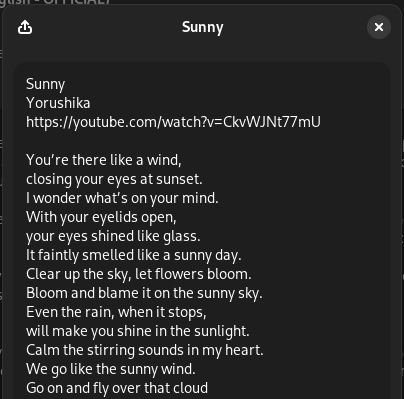 Sunny
Sunny
Yorushika
https://youtube.com/watch?v=CkvWJNt77mU
You’re there like a wind,
closing your eyes at sunset.
I wonder what’s on your mind.
With your eyelids open,
your eyes shined like glass.
It faintly smelled like a sunny day.
Clear up the sky, let flowers bloom.
Bloom and blame it on the sunny sky.
Even the rain, when it stops,
will make you shine in the sunlight.
Calm the stirring sounds in my heart.
We go like the sunny wind.
Go on and fly over that cloud